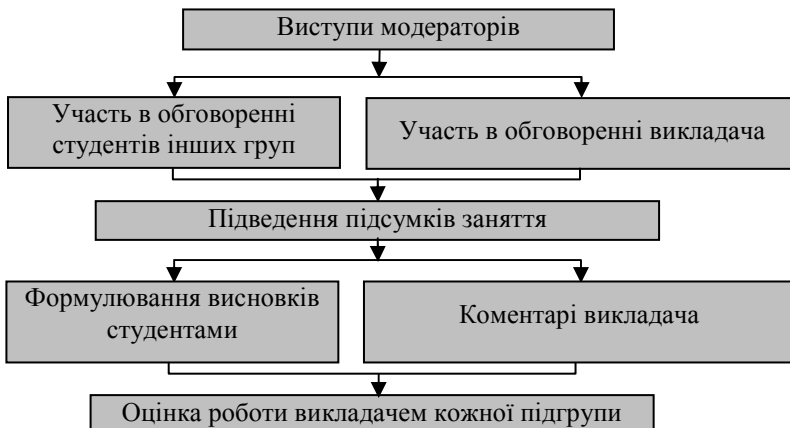 Виступи модераторів
Участь в обговоренні
студентів інших груп
Участь в обговоренні викладача
Підведення підсумків заняття
Формулювання висновків
студентами
Коментарі викладача
Оцінка роботи викладачем кожної підгрупи